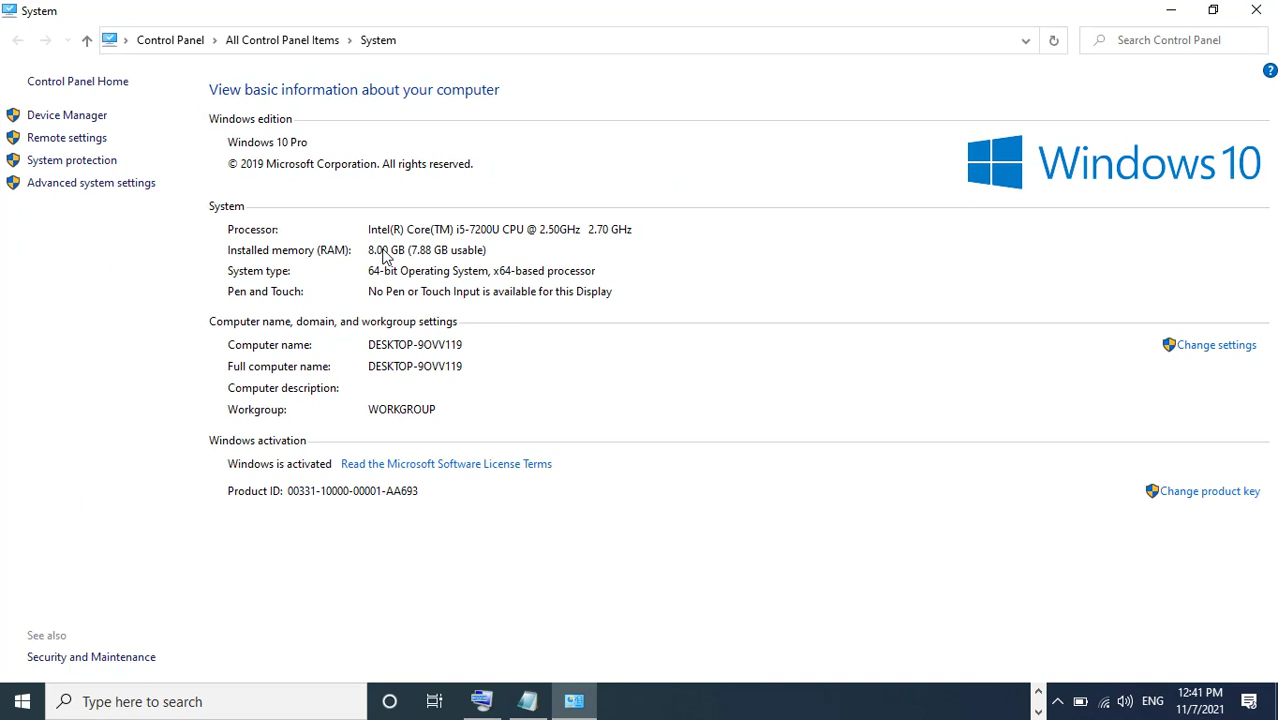 System
Control Panel › All Control Panel Items › System
Search Control Panel
Control Panel Home
Device Manager
Remote settings
System protection
Advanced system settings
View basic information about your computer
Windows edition
Windows 10 Pro
© 2019 Microsoft Corporation. All rights reserved.
Windows 10
System
Processor: Intel(R) Core(TM) i5-7200U CPU @ 2.50GHz 2.70 GHz
Installed memory (RAM): 8.00 GB (7.88 GB usable)
System type: 64-bit Operating System, x64-based processor
Pen and Touch: No Pen or Touch Input is available for this Display
Computer name, domain, and workgroup settings
Computer name: DESKTOP-9OVV119
Change settings
Full computer name: DESKTOP-9OVV119
Computer description:
Workgroup: WORKGROUP
Windows activation
Windows is activated Read the Microsoft Software License Terms
Product ID: 00331-10000-00001-AA693
Change product key
See also
Security and Maintenance
Type here to search
ENG
12:41 PM
11/7/2021